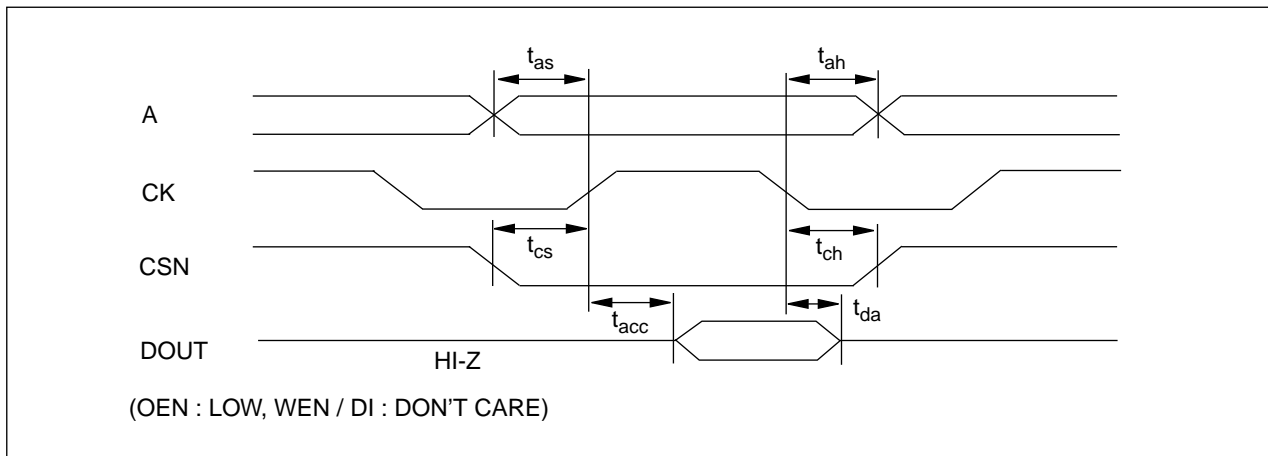 tas
tah
A
CK
tcs
tch
CSN
tacc
tda
DOUT
HI-Z
(OEN : LOW, WEN / DI : DON'T CARE)